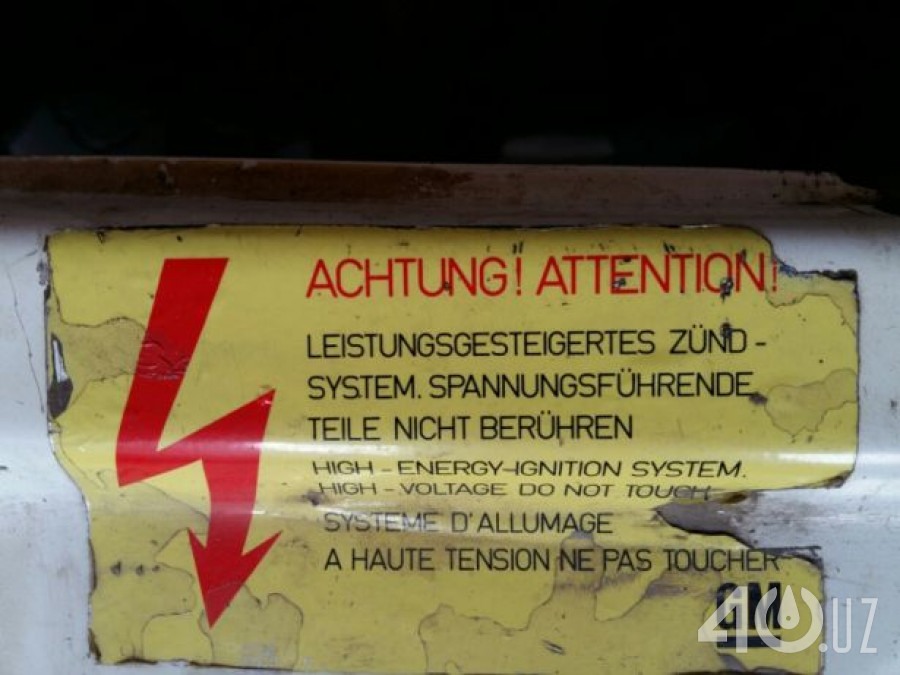 ACHTUNG! ATTENTION!
LEISTUNGSGESTEIGERTES ZÜND -
SYSTEM. SPANNUNGSFÜHRENDE
TEILE NICHT BERÜHREN
HIGH - ENERGY-IGNITION SYSTEM.
HIGH - VOLTAGE DO NOT TOUCH
SYSTEME D'ALLUMAGE
A HAUTE TENSION NE PAS TOUCHER
GM
40.UZ